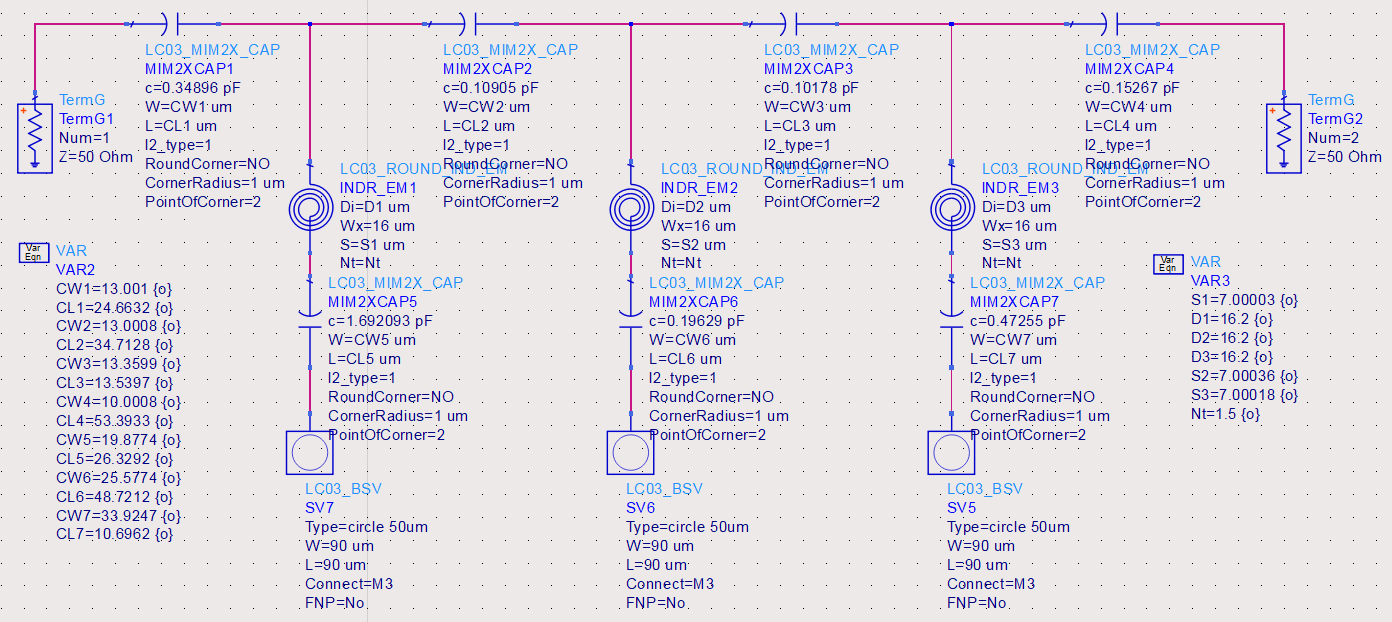 LC03_MIM2X_CAP
MIM2XCAP1
c=0.34896 pF
W=CW1 um
L=CL1 um
I2_type=1
RoundCorner=NO
CornerRadius=1 um
PointOfCorner=2
LC03_MIM2X_CAP
MIM2XCAP2
c=0.10905 pF
W=CW2 um
L=CL2 um
I2_type=1
RoundCorner=NO
CornerRadius=1 um
PointOfCorner=2
LC03_MIM2X_CAP
MIM2XCAP3
c=0.10178 pF
W=CW3 um
L=CL3 um
I2_type=1
RoundCorner=NO
CornerRadius=1 um
PointOfCorner=2
LC03_MIM2X_CAP
MIM2XCAP4
c=0.15267 pF
W=CW4 um
L=CL4 um
I2_type=1
RoundCorner=NO
CornerRadius=1 um
PointOfCorner=2
TermG
TermG1
Num=1
Z=50 Ohm
TermG
TermG2
Num=2
Z=50 Ohm
LC03_ROUND_IND_EM
INDR_EM1
Di=D1 um
Wx=16 um
S=S1 um
Nt=Nt
LC03_ROUND_IND_EM
INDR_EM2
Di=D2 um
Wx=16 um
S=S2 um
Nt=Nt
LC03_ROUND_IND_EM
INDR_EM3
Di=D3 um
Wx=16 um
S=S3 um
Nt=Nt
Var
Eqn
VAR
VAR2
CW1=13.001 {o}
CL1=24.6632 {o}
CW2=13.0008 {o}
CL2=34.7128 {o}
CW3=13.3599 {o}
CL3=13.5397 {o}
CW4=10.0008 {o}
CL4=53.3933 {o}
CW5=19.8774 {o}
CL5=26.3292 {o}
CW6=25.5774 {o}
CL6=48.7212 {o}
CW7=33.9247 {o}
CL7=10.6962 {o}
LC03_MIM2X_CAP
MIM2XCAP5
c=1.692093 pF
W=CW5 um
L=CL5 um
I2_type=1
RoundCorner=NO
CornerRadius=1 um
PointOfCorner=2
LC03_MIM2X_CAP
MIM2XCAP6
c=0.19629 pF
W=CW6 um
L=CL6 um
I2_type=1
RoundCorner=NO
CornerRadius=1 um
PointOfCorner=2
LC03_MIM2X_CAP
MIM2XCAP7
c=0.47255 pF
W=CW7 um
L=CL7 um
I2_type=1
RoundCorner=NO
CornerRadius=1 um
PointOfCorner=2
Var
Eqn
VAR
VAR3
S1=7.00003 {o}
D1=16.2 {o}
D2=16.2 {o}
D3=16.2 {o}
S2=7.00036 {o}
S3=7.00018 {o}
Nt=1.5 {o}
LC03_BSV
SV7
Type=circle 50um
W=90 um
L=90 um
Connect=M3
FNP=No
LC03_BSV
SV6
Type=circle 50um
W=90 um
L=90 um
Connect=M3
FNP=No
LC03_BSV
SV5
Type=circle 50um
W=90 um
L=90 um
Connect=M3
FNP=No